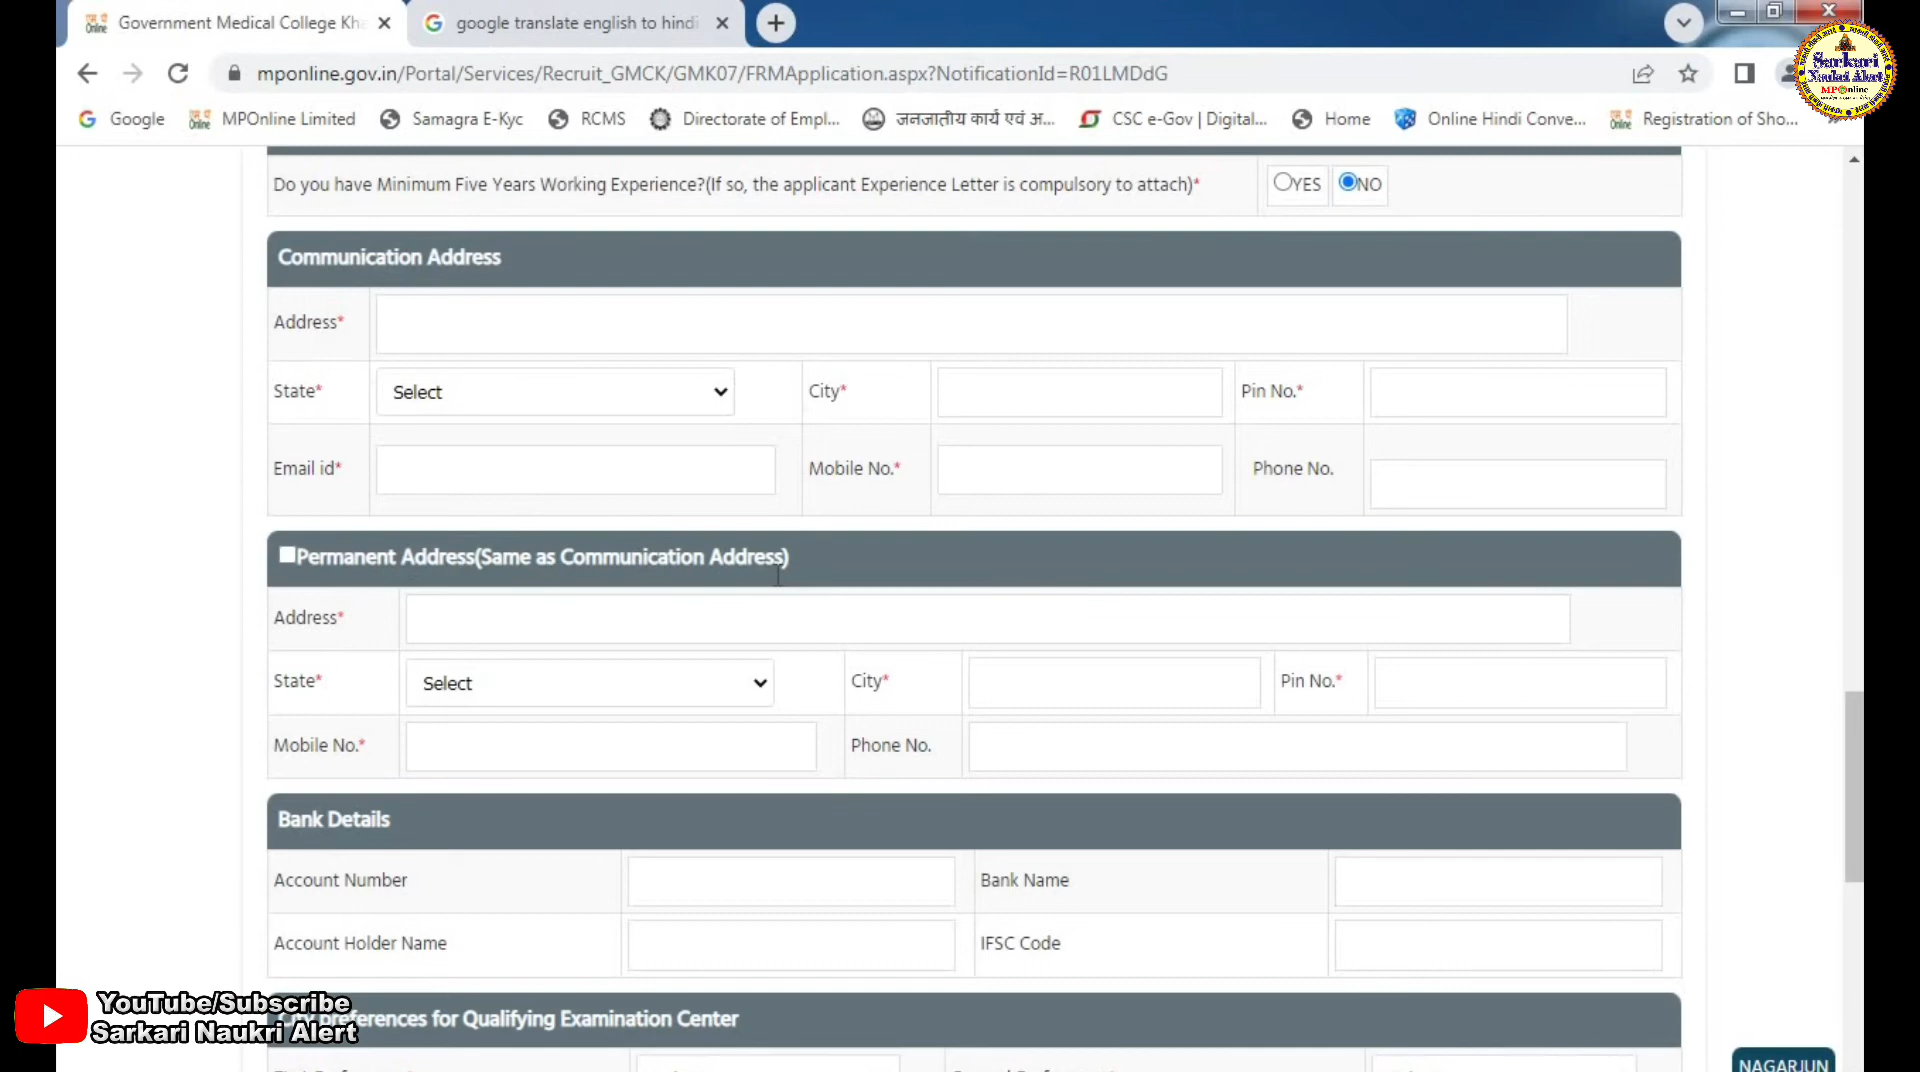 Government Medical College Kha
google translate english to hindi
mponline.gov.in/Portal/Services/Recruit_GMCK/GMK07/FRMApplication.aspx?NotificationId=R01LMDdG
Sarkari
Naukri Alert
MPOnline
Google
MPOnline Limited
Samagra E-Kyc
RCMS
Directorate of Empl...
जनजातीय कार्य एवं अ...
CSC e-Gov | Digital...
Home
Online Hindi Conve...
Registration of Sho...
Do you have Minimum Five Years Working Experience?(If so, the applicant Experience Letter is compulsory to attach)*
YES NO
Communication Address
Address*
State* Select City* Pin No.*
Email id* Mobile No.* Phone No.
Permanent Address(Same as Communication Address)
Address*
State* Select City* Pin No.*
Mobile No.* Phone No.
Bank Details
Account Number Bank Name
Account Holder Name IFSC Code
preferences for Qualifying Examination Center
YouTube/Subscribe
Sarkari Naukri Alert
NAGARJUN